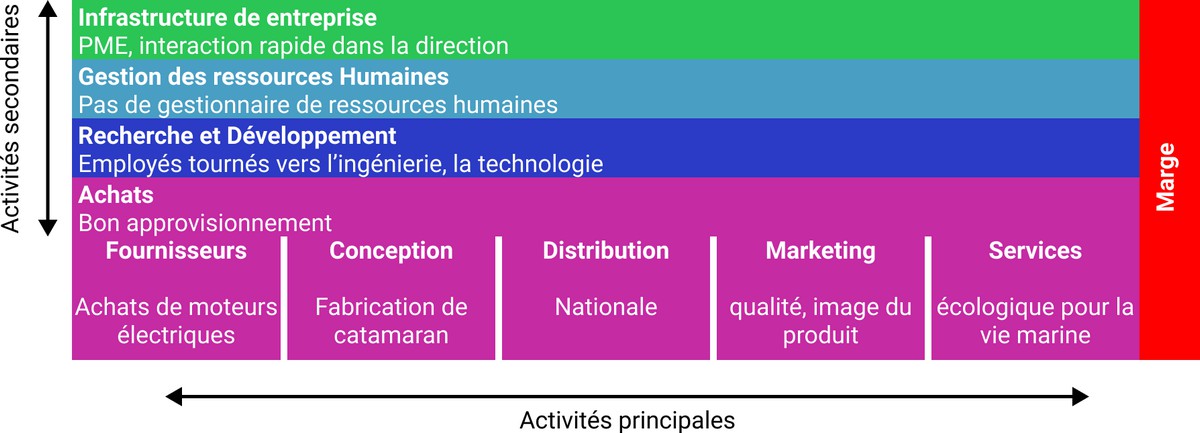 Activités secondaires
Infrastructure de entreprise
PME, interaction rapide dans la direction
Gestion des ressources Humaines
Pas de gestionnaire de ressources humaines
Recherche et Développement
Employés tournés vers l'ingénierie, la technologie
Achats
Bon approvisionnement
Fournisseurs
Achats de moteurs
électriques
Conception
Fabrication de
catamaran
Distribution
Nationale
Marketing
qualité, image du
produit
Services
écologique pour la
vie marine
Marge
Activités principales